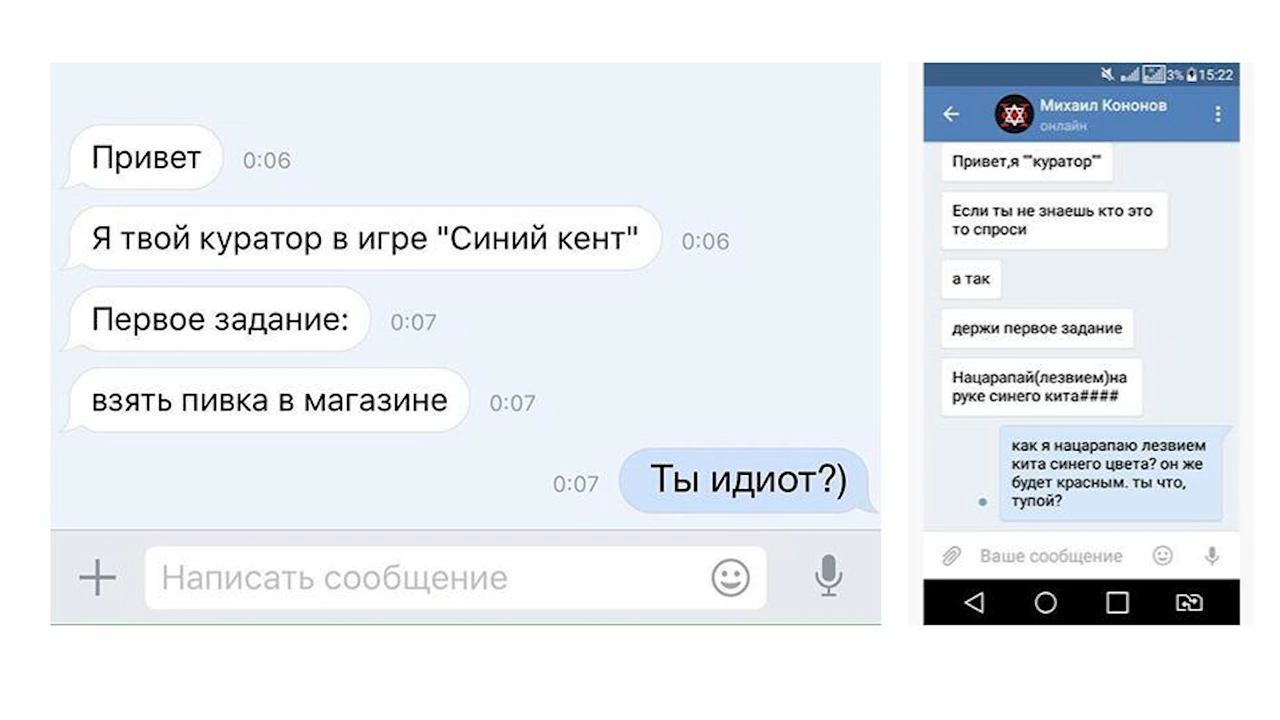 Привет 0:06
Я твой куратор в игре "Синий кент" 0:06
Первое задание: 0:07
взять пивка в магазине 0:07
0:07 Ты идиот?)
Написать сообщение
3% 15:22
Михаил Кононов
онлайн
Привет,я ""куратор""
Если ты не знаешь кто это
то спроси
а так
держи первое задание
Нацарапай(лезвием)на
руке синего кита####
как я нацарапаю лезвием
кита синего цвета? он же
будет красным. ты что,
тупой?
Ваше сообщение